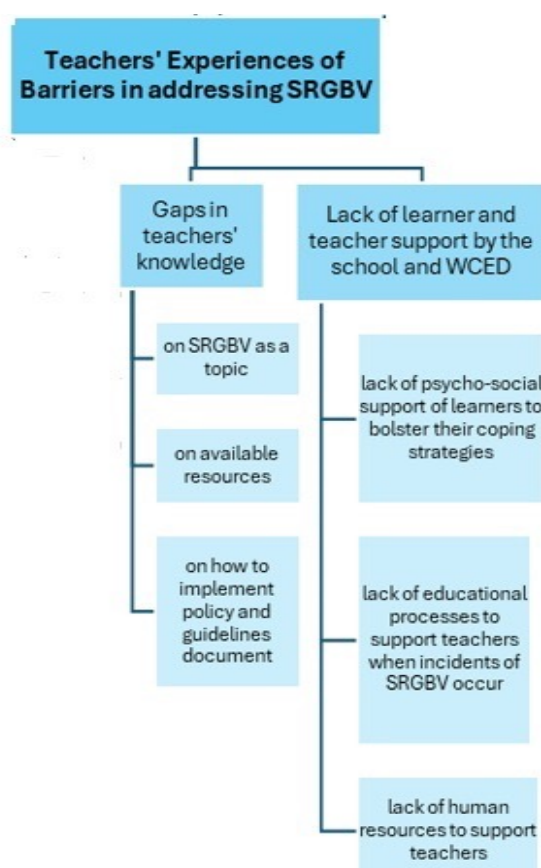 Teachers' Experiences of
Barriers in addressing SRGBV
Gaps in
teachers'
knowledge
on SRGBV as a
topic
on available
resources
on how to
implement
policy and
guidelines
document
Lack of learner and
teacher support by the
school and WCED
lack of psycho-social
support of learners to
bolster their coping
strategies
lack of educational
processes to
support teachers
when incidents of
SRGBV occur
lack of human
resources to support
teachers